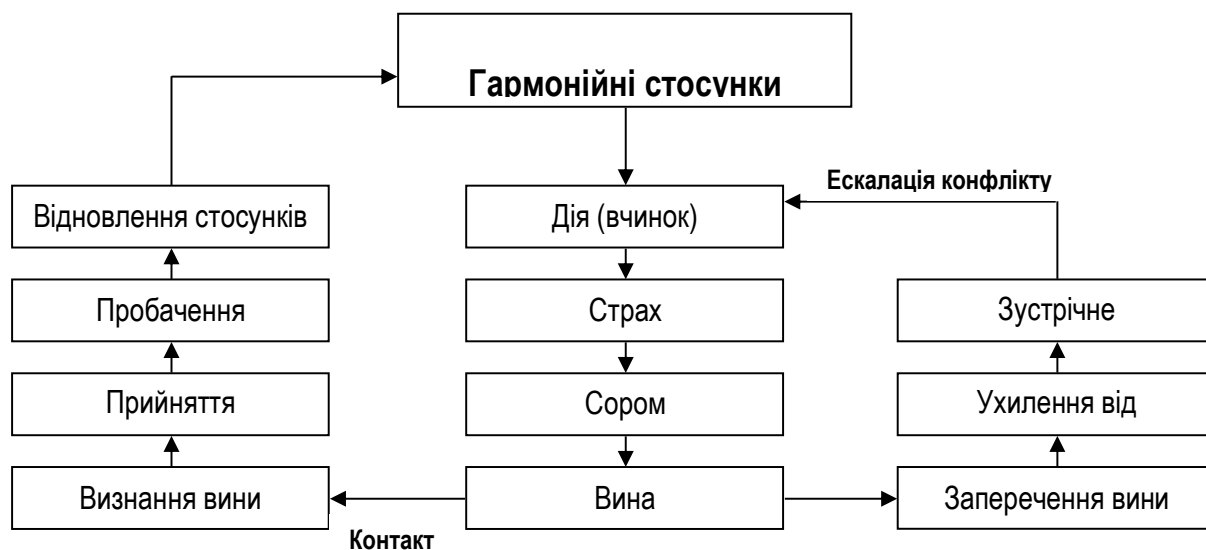 Гармонійні стосунки
Ескалація конфлікту
Відновлення стосунків
Дія (вчинок)
Пробачення
Страх
Зустрічне
Прийняття
Сором
Ухилення від
Визнання вини
Вина
Заперечення вини
Контакт